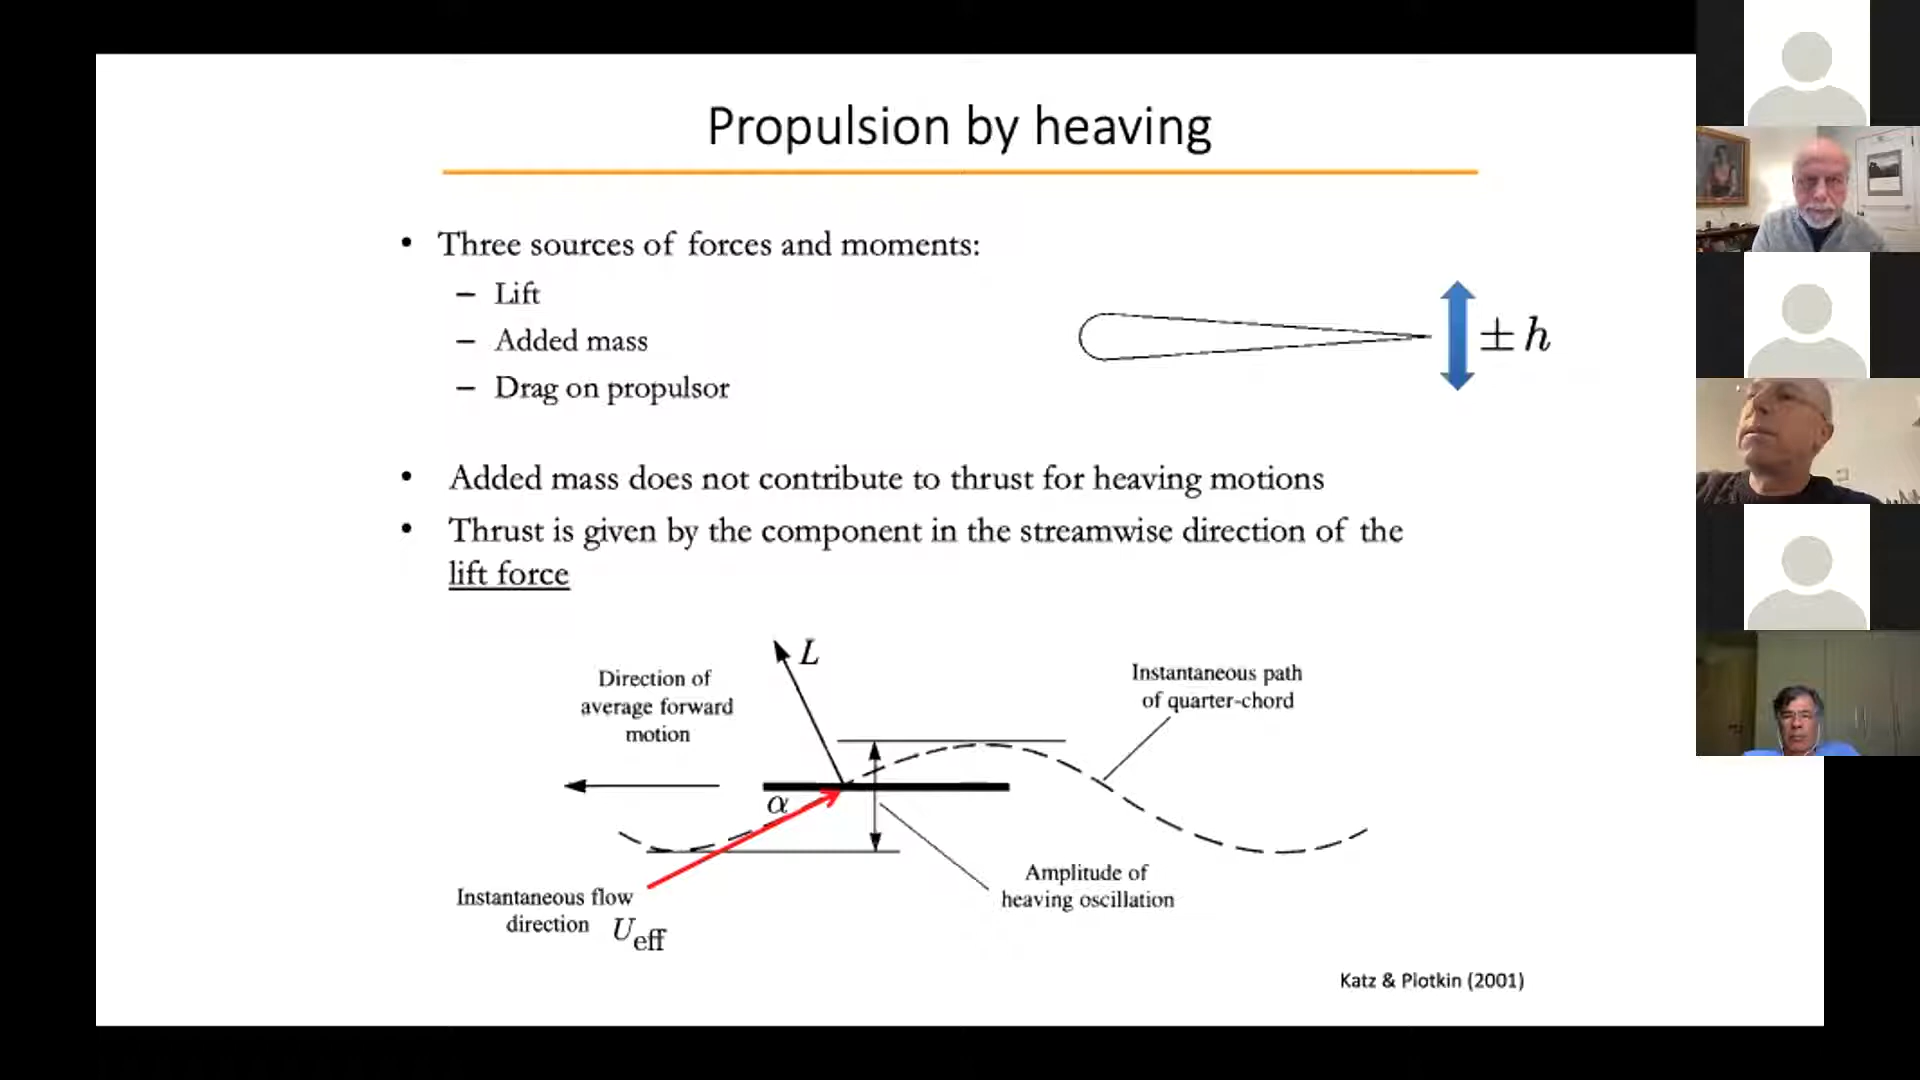 Propulsion by heaving
• Three sources of forces and moments:
– Lift
– Added mass
– Drag on propulsor
± h
• Added mass does not contribute to thrust for heaving motions
• Thrust is given by the component in the streamwise direction of the
lift force
L
Direction of
average forward
motion
Instantaneous path
of quarter-chord
α
Amplitude of
heaving oscillation
Instantaneous flow
direction U_eff
Katz & Plotkin (2001)